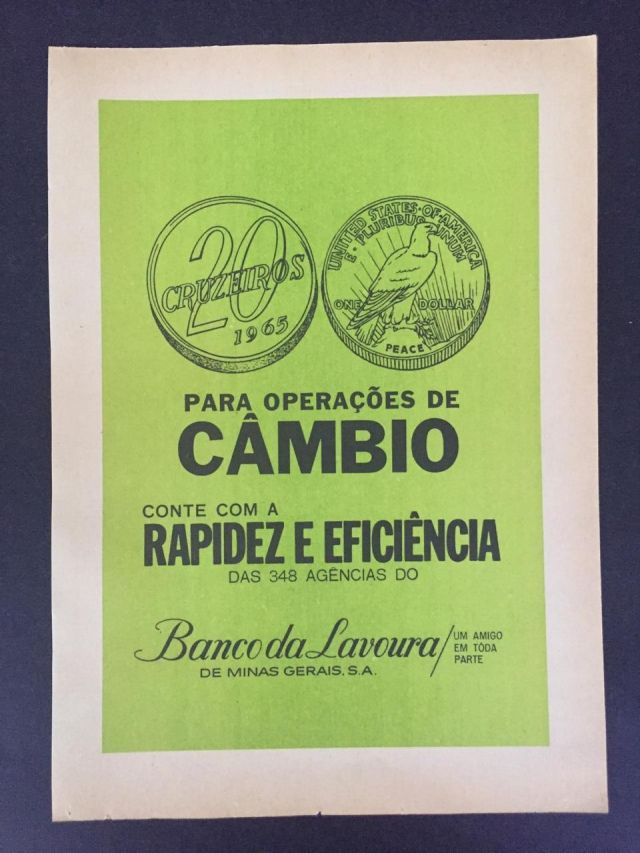 20
CRUZEIROS
1965
UNITED STATES·OF·AMERICA
E·PLURIBUS UNUM
ONE DOLLAR
PEACE
PARA OPERAÇÕES DE
CÂMBIO
CONTE COM A
RAPIDEZ E EFICIÊNCIA
DAS 348 AGÊNCIAS DO
Banco da Lavoura
DE MINAS GERAIS, S.A.
UM AMIGO
EM TÔDA
PARTE